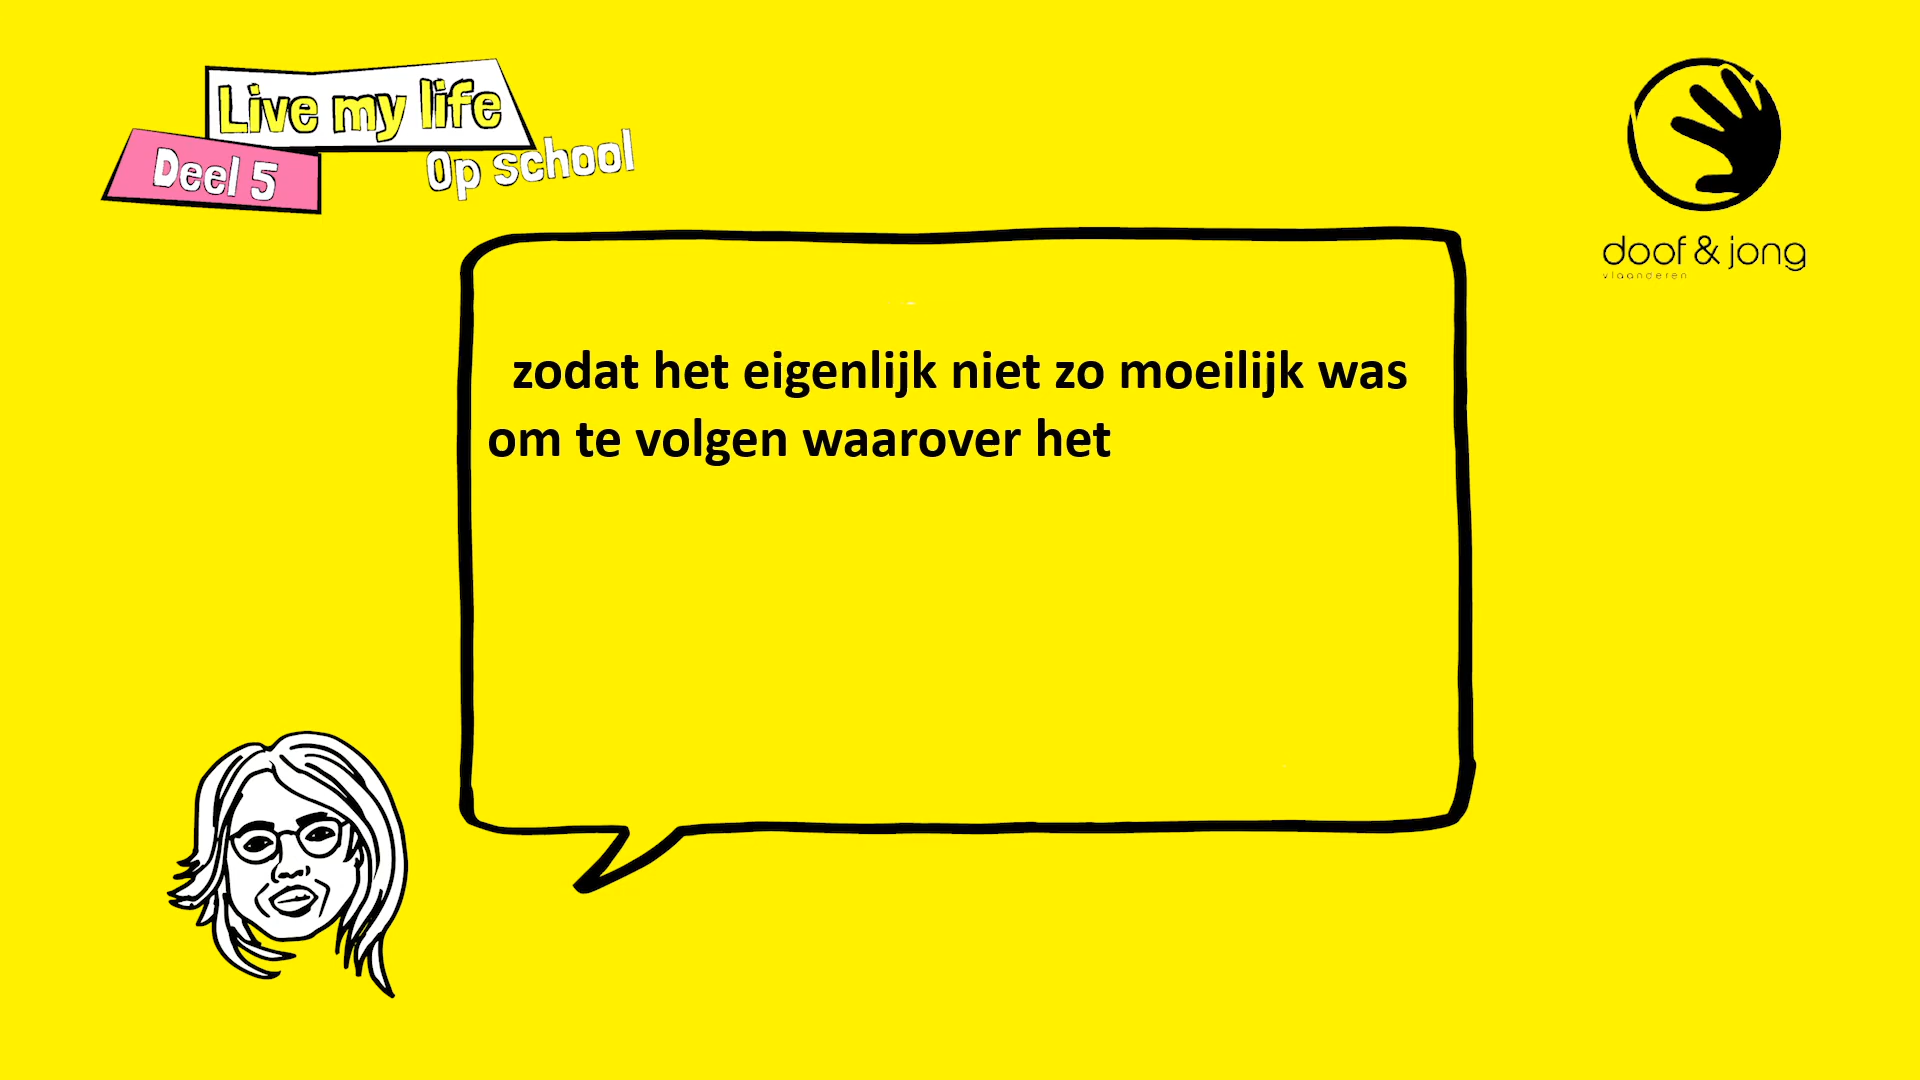 Live my life
Deel 5
Op school
doof & jong
vlaanderen
zodat het eigenlijk niet zo moeilijk was
om te volgen waarover het